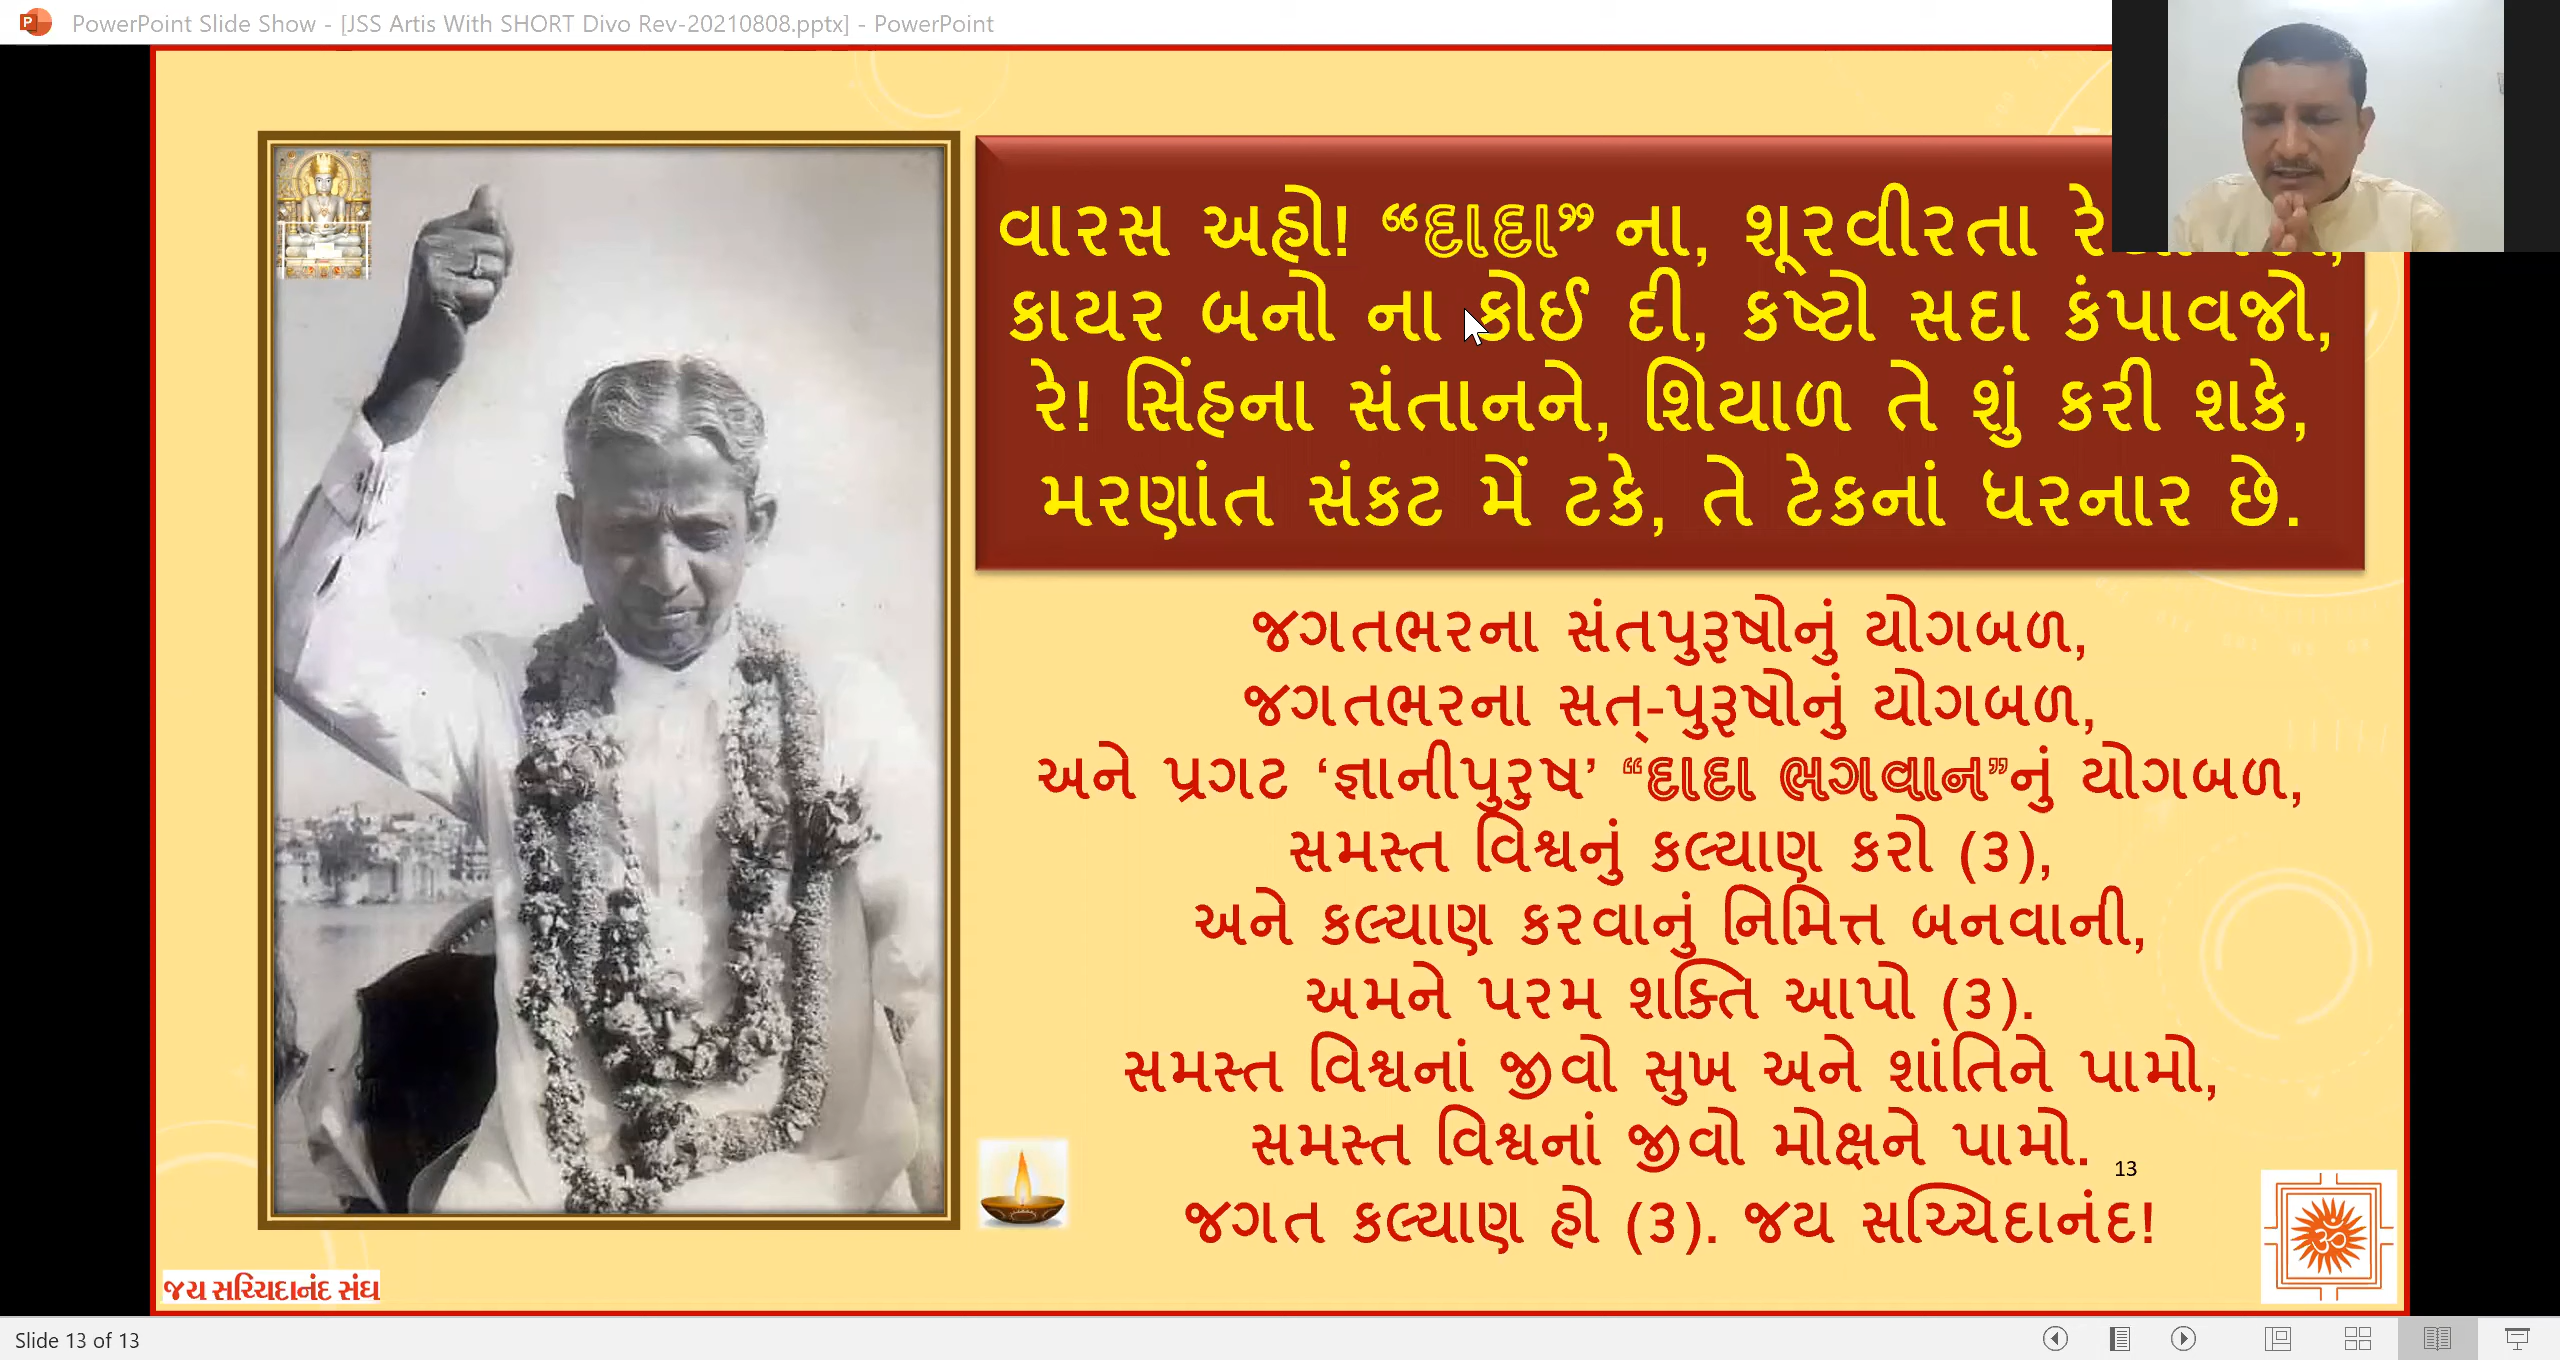 PowerPoint Slide Show - [JSS Artis With SHORT Divo Rev-20210808.pptx] - PowerPoint
વારસ અહો! “દાદા” ના, શૂરવીરતા
કાયર બનો ના કોઈ દી, કષ્ટો સદા કંપાવજો,
રે! સિંહના સંતાનને, શિયાળ તે શું કરી શકે,
મરણાંત સંકટ મેં ટકે, તે ટેકનાં ધરનાર છે.
જગતભરના સંતપુરૂષોનું યોગબળ,
જગતભરના સત્-પુરૂષોનું યોગબળ,
અને પ્રગટ ‘જ્ઞાનીપુરુષ’ “દાદા ભગવાન”નું યોગબળ,
સમસ્ત વિશ્વનું કલ્યાણ કરો (૩),
અને કલ્યાણ કરવાનું નિમિત્ત બનવાની,
અમને પરમ શક્તિ આપો (૩).
સમસ્ત વિશ્વનાં જીવો સુખ અને શાંતિને પામો,
સમસ્ત વિશ્વનાં જીવો મોક્ષને પામો.
13
જગત કલ્યાણ હો (૩). જય સચ્ચિદાનંદ!
જય સચ્ચિદાનંદ સંઘ
ૐ
Slide 13 of 13